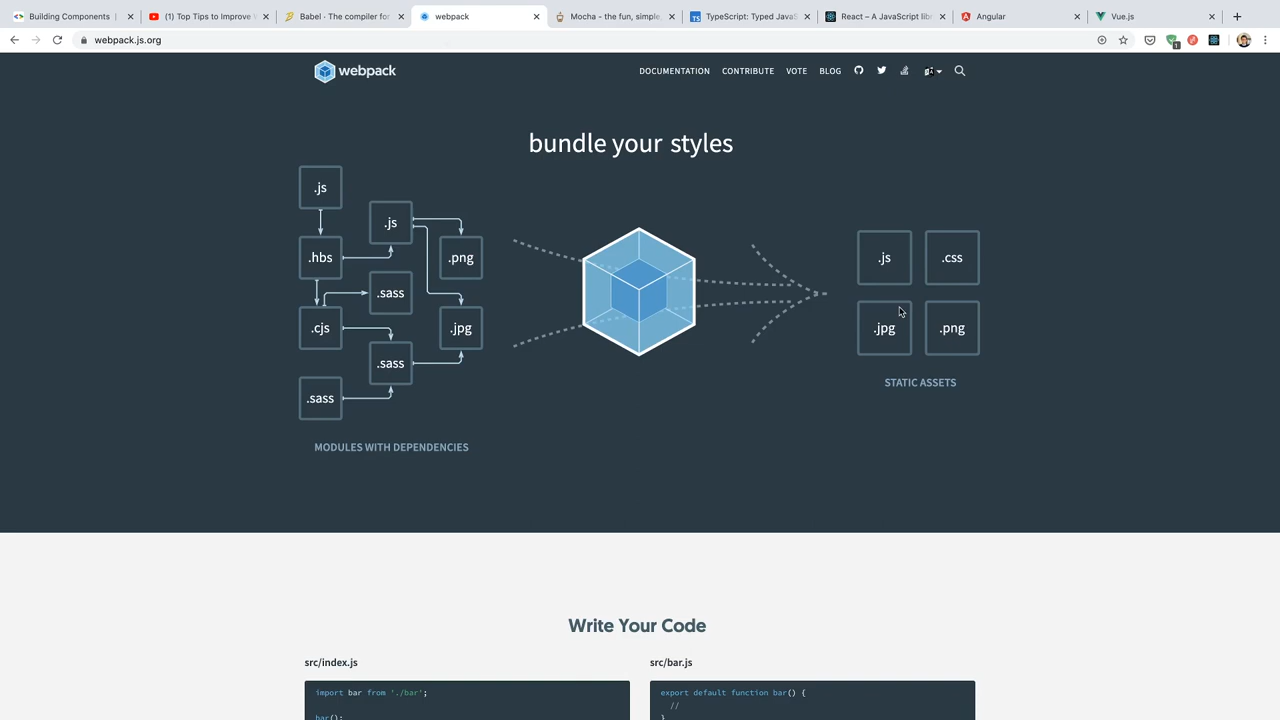 Building Components
(1) Top Tips to Improve
Babel · The compiler for
webpack
Mocha - the fun, simple,
TypeScript: Typed JavaS
React – A JavaScript lib
Angular
Vue.js
webpack.js.org
webpack
DOCUMENTATION
CONTRIBUTE
VOTE
BLOG
bundle your styles
.js
.js
.hbs
.png
.sass
.cjs
.jpg
.sass
.sass
MODULES WITH DEPENDENCIES
.js
.css
.jpg
.png
STATIC ASSETS
Write Your Code
src/index.js
import bar from './bar';
bar();
src/bar.js
export default function bar() {
//
}